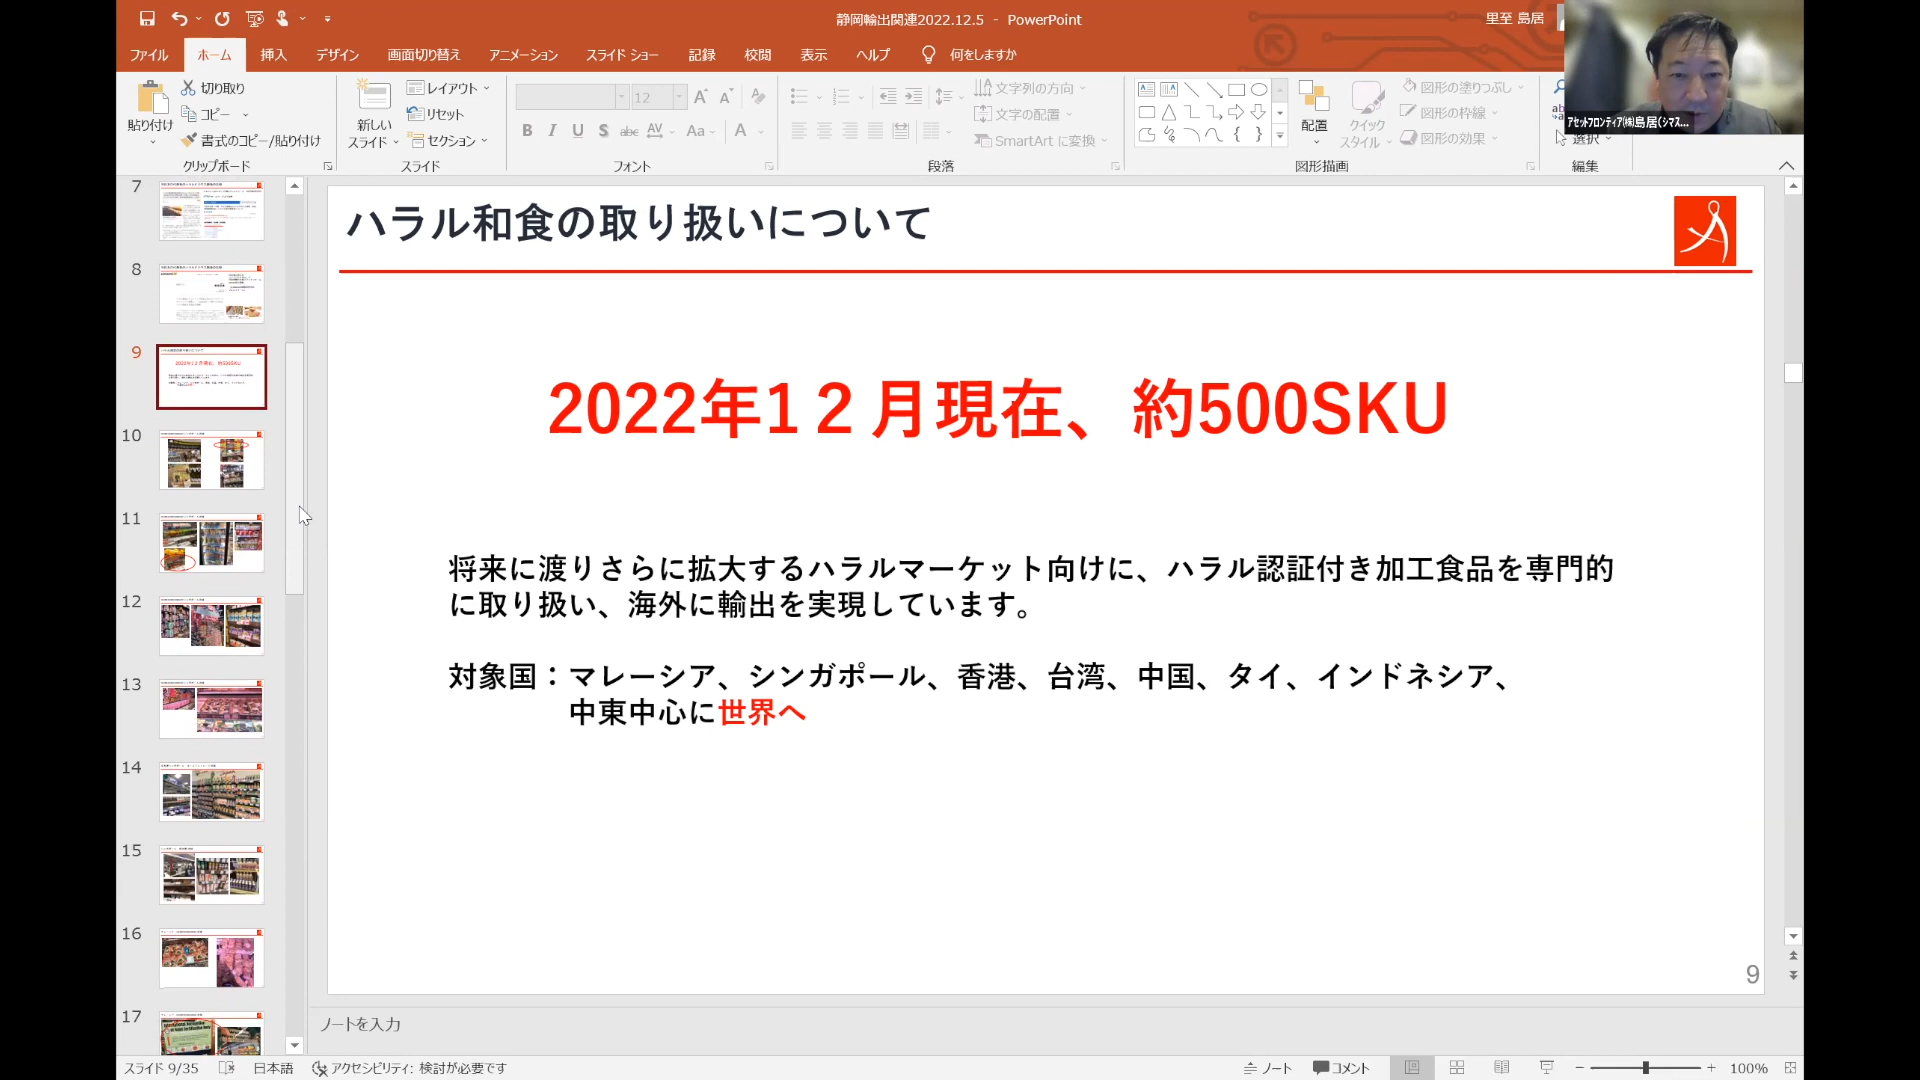 静岡輸出関連2022.12.5 - PowerPoint
里至 島居
ファイル
ホーム
挿入
デザイン
画面切り替え
アニメーション
スライド ショー
記録
校閲
表示
ヘルプ
何をしますか
貼り付け
切り取り
コピー
書式のコピー/貼り付け
クリップボード
新しい
スライド
レイアウト
リセット
セクション
スライド
12
フォント
文字列の方向
文字の配置
SmartArt に変換
段落
配置
クイック
スタイル
図形の塗りつぶし
図形の枠線
図形の効果
図形描画
選択
編集
アセットフロンティア(株)島居(シマス...
7
8
9
10
11
12
13
14
15
16
17
ハラル和食の取り扱いについて
2022年1２月現在、約500SKU
将来に渡りさらに拡大するハラルマーケット向けに、ハラル認証付き加工食品を専門的
に取り扱い、海外に輸出を実現しています。
対象国：マレーシア、シンガポール、香港、台湾、中国、タイ、インドネシア、
中東中心に世界へ
9
ノートを入力
スライド 9/35
日本語
アクセシビリティ: 検討が必要です
ノート
コメント
100%